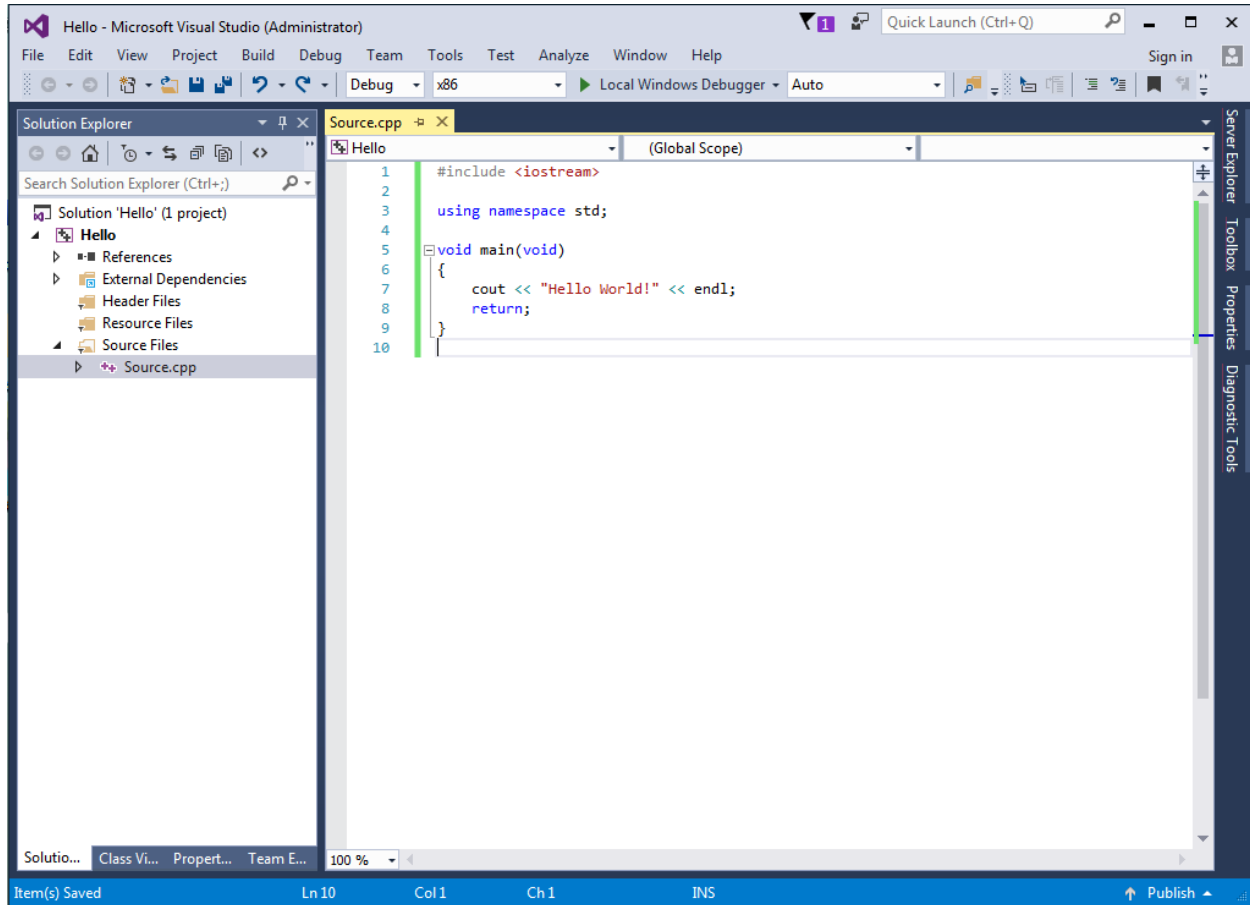 Hello - Microsoft Visual Studio (Administrator)
1
Quick Launch (Ctrl+Q)
File Edit View Project Build Debug Team Tools Test Analyze Window Help
Sign in
Debug x86 Local Windows Debugger Auto
Solution Explorer
Search Solution Explorer (Ctrl+;)
Solution 'Hello' (1 project)
Hello
References
External Dependencies
Header Files
Resource Files
Source Files
Source.cpp
Solutio... Class Vi... Propert... Team E...
Source.cpp
Hello (Global Scope)
1 #include <iostream>
2
3 using namespace std;
4
5 void main(void)
6 {
7 cout << "Hello World!" << endl;
8 return;
9 }
10
100 %
Server Explorer
Toolbox
Properties
Diagnostic Tools
Item(s) Saved Ln 10 Col 1 Ch 1 INS Publish